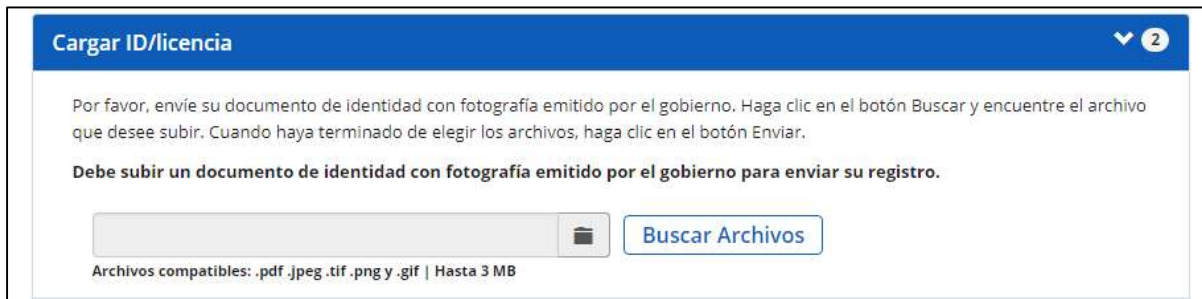 Cargar ID/licencia
2
Por favor, envíe su documento de identidad con fotografía emitido por el gobierno. Haga clic en el botón Buscar y encuentre el archivo
que desee subir. Cuando haya terminado de elegir los archivos, haga clic en el botón Enviar.
Debe subir un documento de identidad con fotografía emitido por el gobierno para enviar su registro.
Buscar Archivos
Archivos compatibles: .pdf .jpeg .tif .png y .gif | Hasta 3 MB